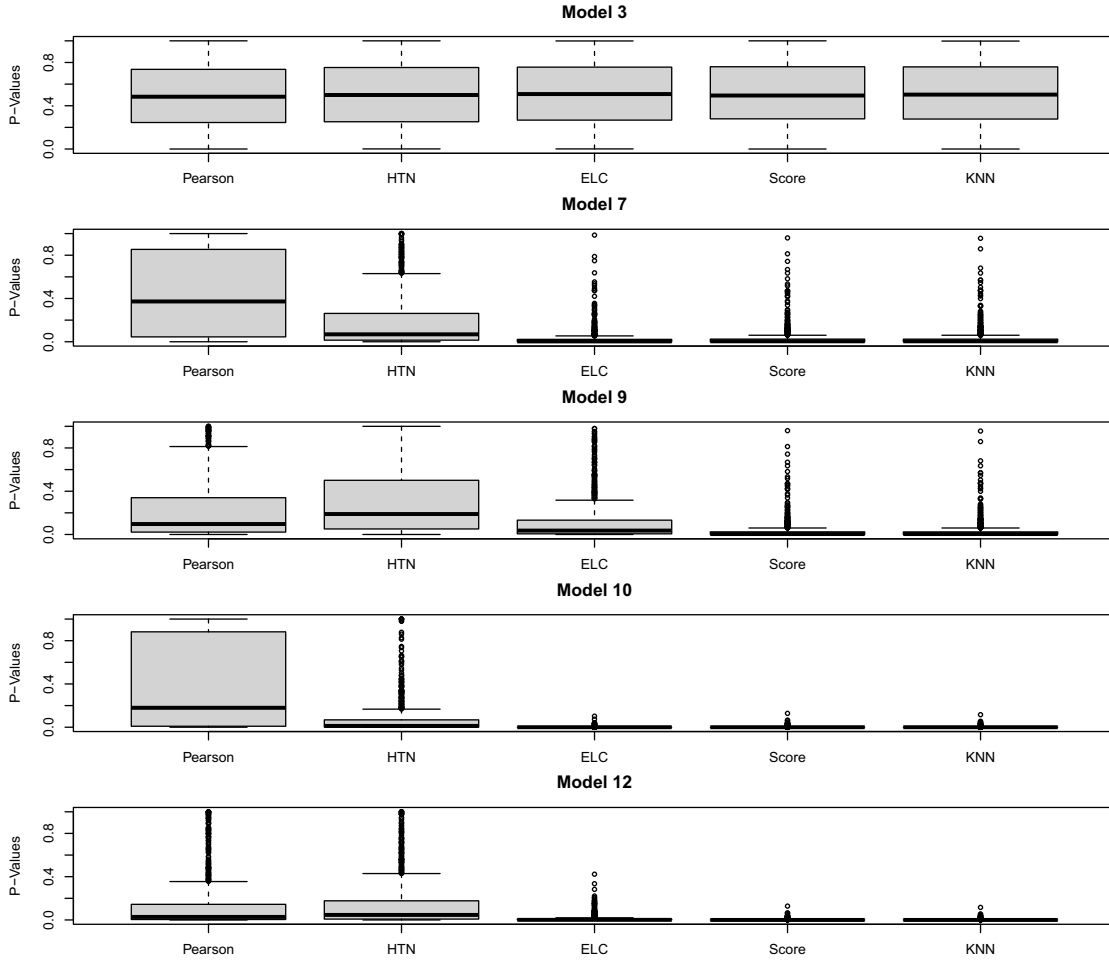 Model 3
P-Values
0.0 0.4 0.8
Pearson HTN ELC Score KNN
Model 7
P-Values
0.0 0.4 0.8
Pearson HTN ELC Score KNN
Model 9
P-Values
0.0 0.4 0.8
Pearson HTN ELC Score KNN
Model 10
P-Values
0.0 0.4 0.8
Pearson HTN ELC Score KNN
Model 12
P-Values
0.0 0.4 0.8
Pearson HTN ELC Score KNN